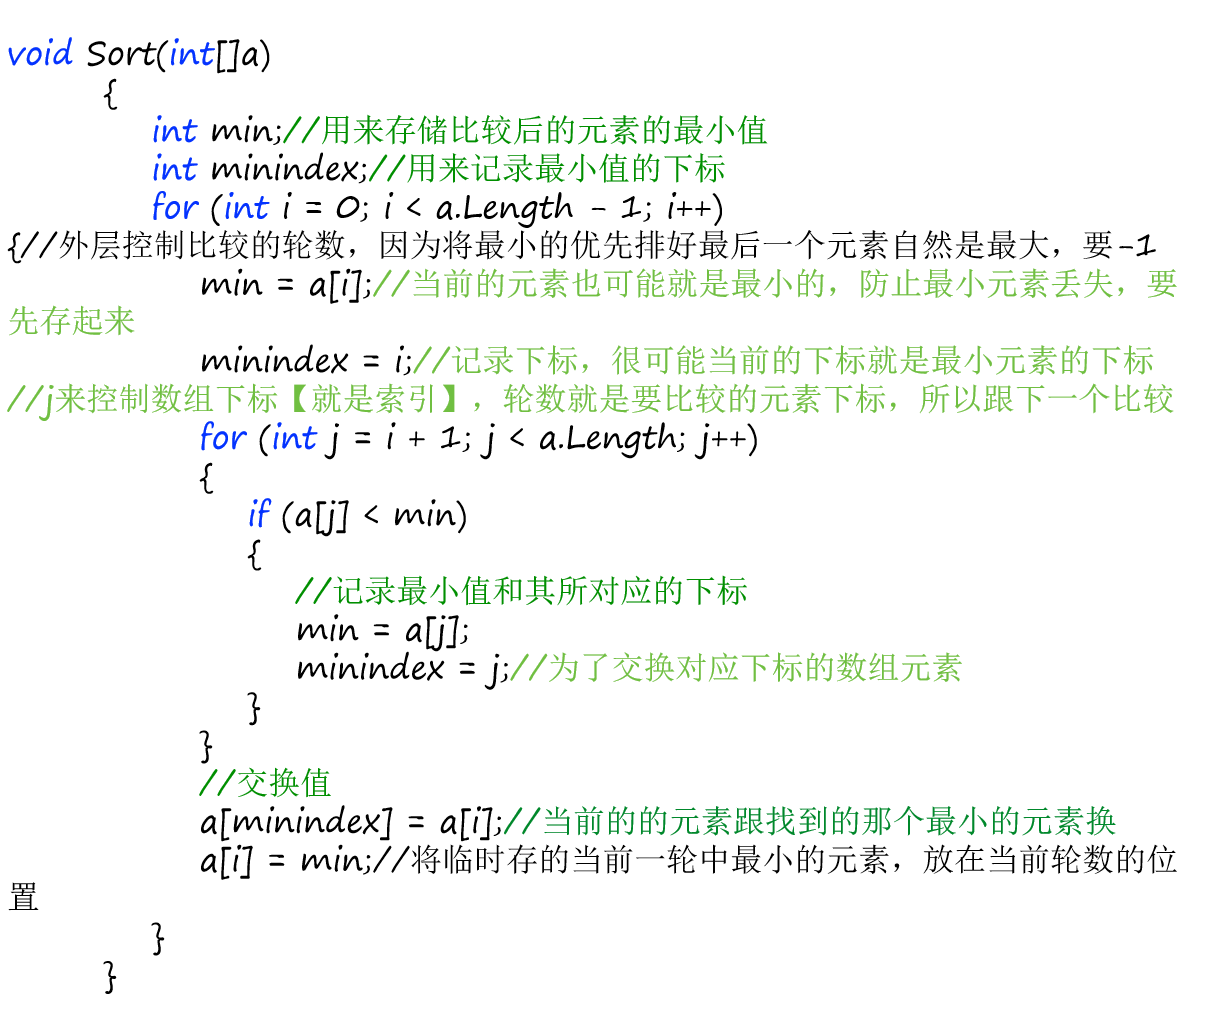 void Sort(int[]a)
{
int min;//用来存储比较后的元素的最小值
int minindex;//用来记录最小值的下标
for (int i = 0; i < a.Length - 1; i++)
{//外层控制比较的轮数，因为将最小的优先排好最后一个元素自然是最大，要-1
min = a[i];//当前的元素也可能就是最小的，防止最小元素丢失，要
先存起来
minindex = i;//记录下标，很可能当前的下标就是最小元素的下标
//j来控制数组下标【就是索引】，轮数就是要比较的元素下标，所以跟下一个比较
for (int j = i + 1; j < a.Length; j++)
{
if (a[j] < min)
{
//记录最小值和其所对应的下标
min = a[j];
minindex = j;//为了交换对应下标的数组元素
}
}
//交换值
a[minindex] = a[i];//当前的的元素跟找到的那个最小的元素换
a[i] = min;//将临时存的当前一轮中最小的元素，放在当前轮数的位
置
}
}